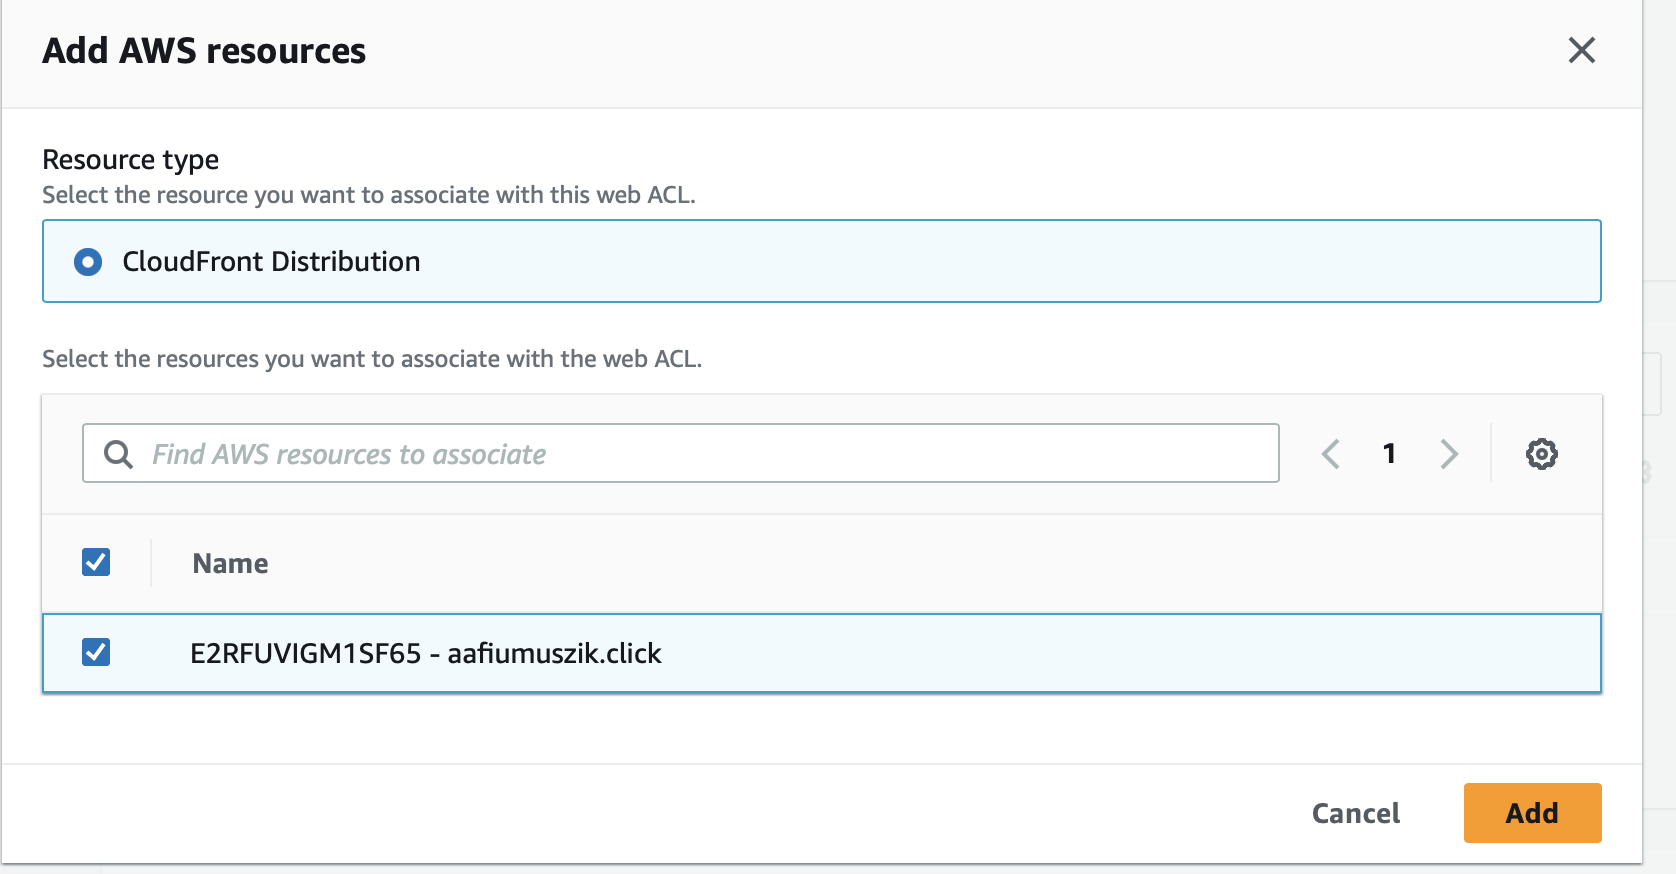 Add AWS resources
Resource type
Select the resource you want to associate with this web ACL.
CloudFront Distribution
Select the resources you want to associate with the web ACL.
Find AWS resources to associate
1
Name
E2RFUVIGM1SF65 - aafiumuszik.click
Cancel
Add